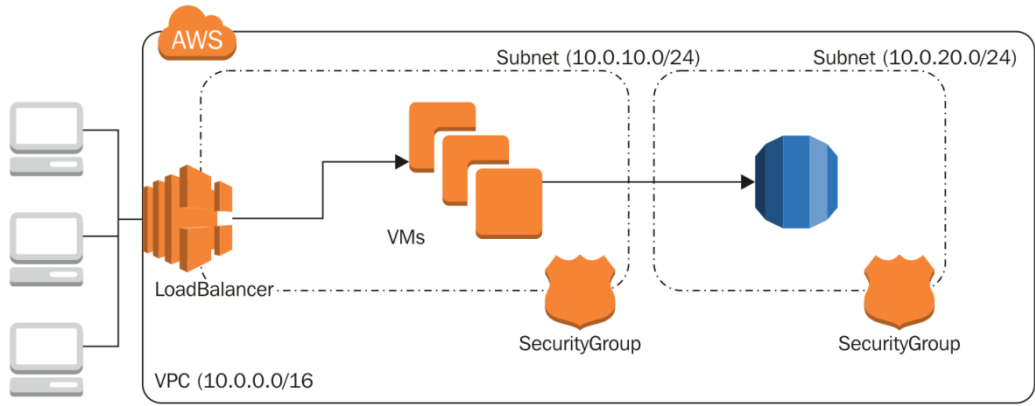 AWS
Subnet (10.0.10.0/24)
Subnet (10.0.20.0/24)
VMs
LoadBalancer
SecurityGroup
SecurityGroup
VPC (10.0.0.0/16